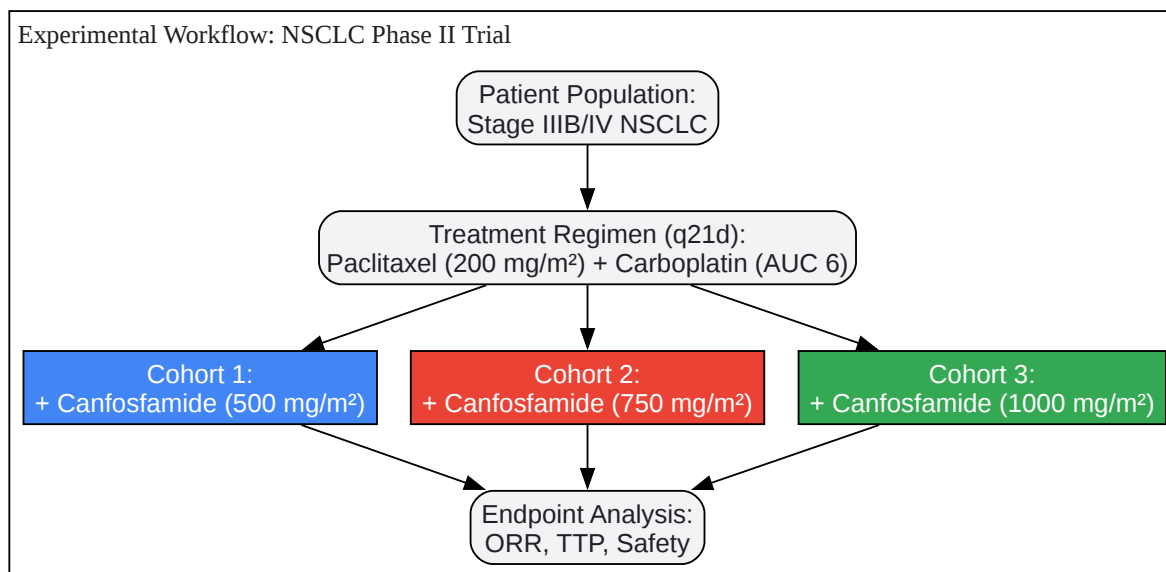 Experimental Workflow: NSCLC Phase II Trial
Patient Population:
Stage IIIB/IV NSCLC
Treatment Regimen (q21d):
Paclitaxel (200 mg/m²) + Carboplatin (AUC 6)
Cohort 1:
+ Canfosfamide (500 mg/m²)
Cohort 2:
+ Canfosfamide (750 mg/m²)
Cohort 3:
+ Canfosfamide (1000 mg/m²)
Endpoint Analysis:
ORR, TTP, Safety